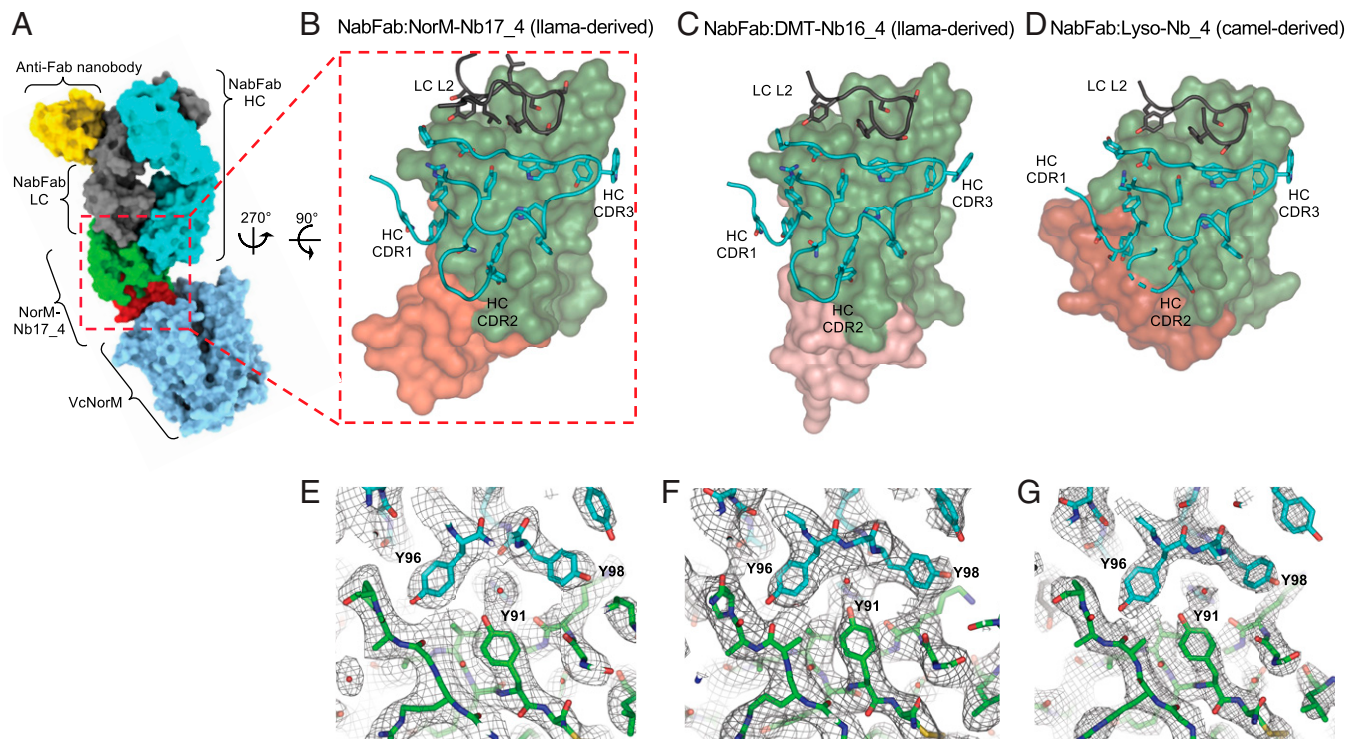 A
B NabFab:NorM-Nb17_4 (llama-derived)
C NabFab:DMT-Nb16_4 (llama-derived)
D NabFab:Lyso-Nb_4 (camel-derived)
Anti-Fab nanobody
NabFab
HC
NabFab
LC
270°
90°
NorM-
Nb17_4
VcNorM
LC L2
HC
CDR1
HC
CDR3
HC
CDR2
LC L2
HC
CDR1
HC
CDR3
HC
CDR2
LC L2
HC
CDR1
HC
CDR3
HC
CDR2
E
Y96
Y98
Y91
F
Y96
Y98
Y91
G
Y96
Y98
Y91